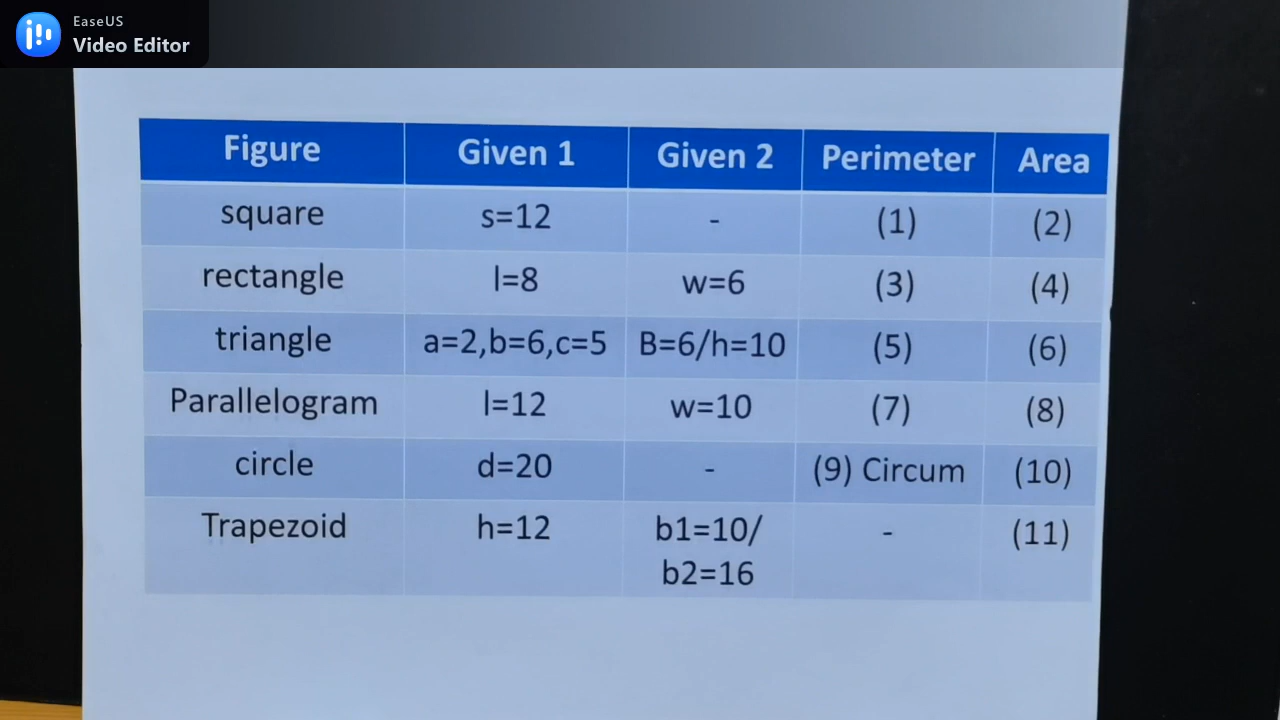 EaseUS
Video Editor
Figure Given 1 Given 2 Perimeter Area
square s=12 - (1) (2)
rectangle l=8 w=6 (3) (4)
triangle a=2,b=6,c=5 B=6/h=10 (5) (6)
Parallelogram l=12 w=10 (7) (8)
circle d=20 - (9) Circum (10)
Trapezoid h=12 b1=10/ - (11)
b2=16